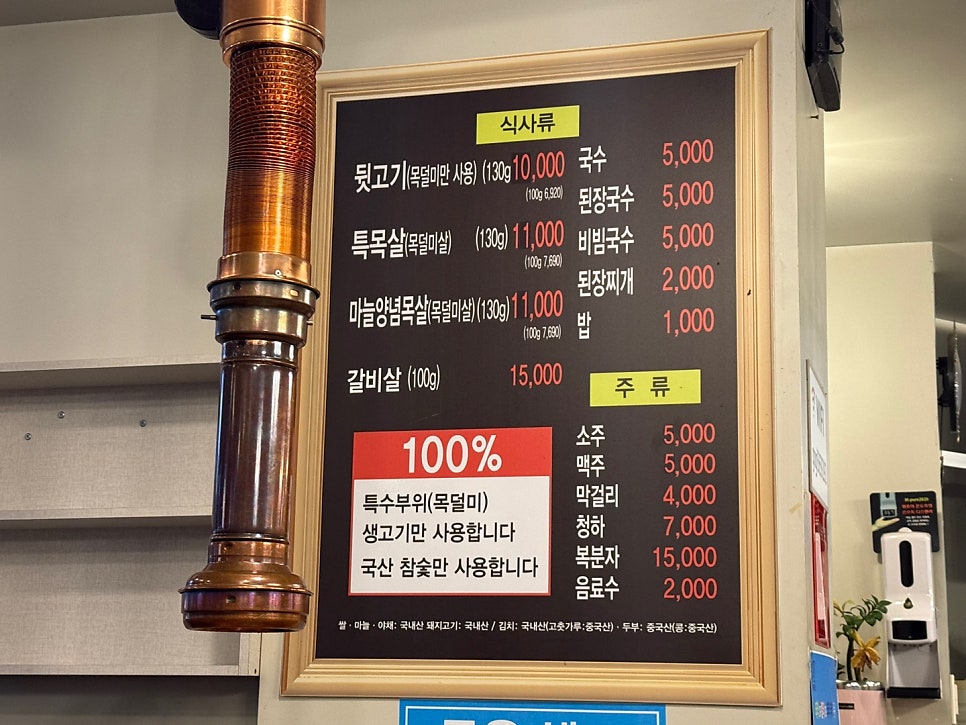 식사류
뒷고기(목덜미만 사용) (130g) 10,000
(100g 6,920)
특목살(목덜미살) (130g) 11,000
(100g 7,690)
마늘양념목살(목덜미살)(130g) 11,000
(100g 7,690)
갈비살 (100g) 15,000
국수 5,000
된장국수 5,000
비빔국수 5,000
된장찌개 2,000
밥 1,000
주 류
소주 5,000
맥주 5,000
막걸리 4,000
청하 7,000
복분자 15,000
음료수 2,000
100%
특수부위(목덜미)
생고기만 사용합니다
국산 참숯만 사용합니다
쌀 · 마늘 · 야채: 국내산 돼지고기: 국내산 / 김치: 국내산(고춧가루:중국산) · 두부: 중국산(콩:중국산)